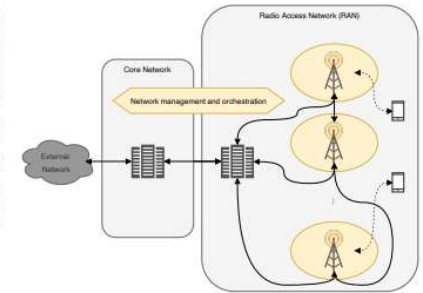 Radio Access Network (RAN)
Core Network
Network management and orchestration
External
Network